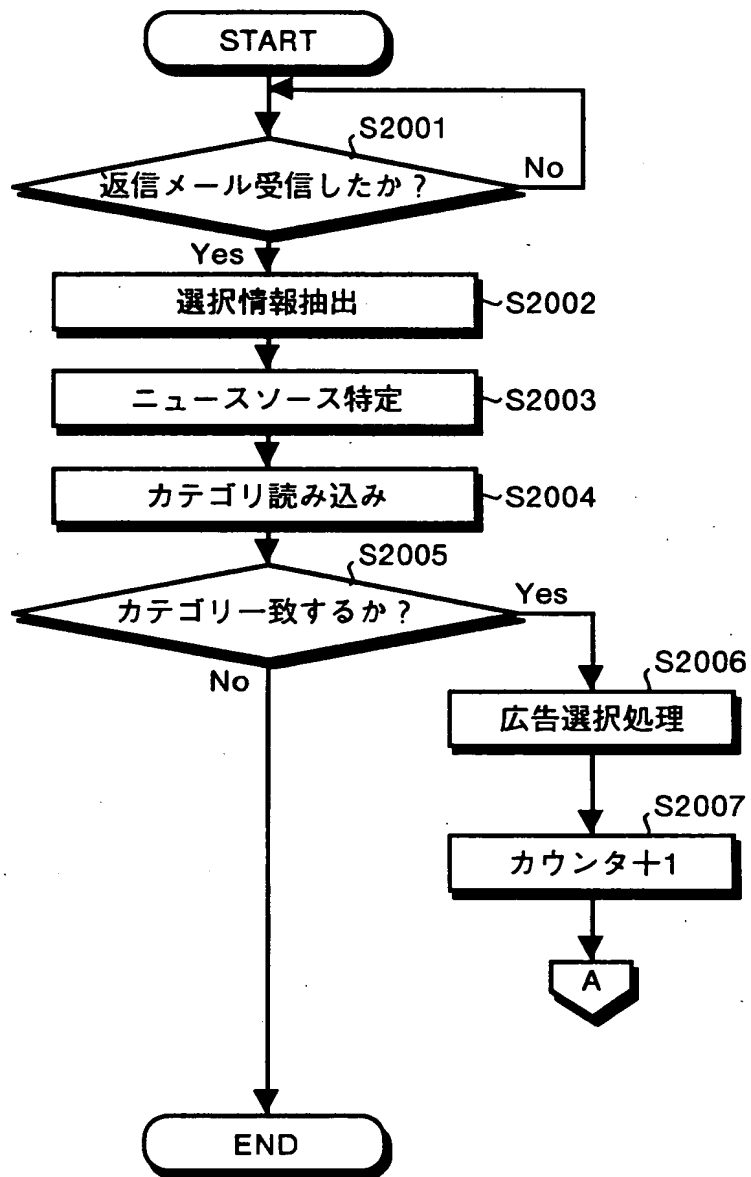 START
S2001
返信メール受信したか？
No
Yes
選択情報抽出
S2002
ニュースソース特定
S2003
カテゴリ読み込み
S2004
S2005
カテゴリ一致するか？
Yes
No
S2006
広告選択処理
S2007
カウンタ＋1
A
END